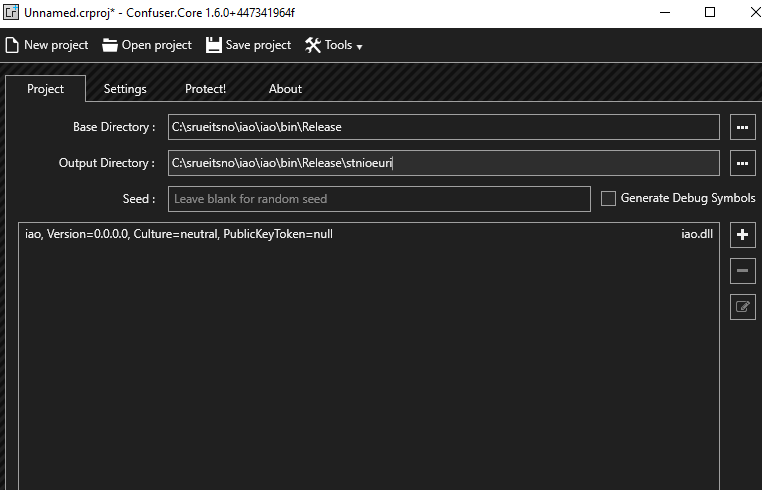 Unnamed.crproj* - Confuser.Core 1.6.0+447341964f
New project Open project Save project Tools
Project Settings Protect! About
Base Directory : C:\srueitsno\iao\iao\bin\Release
Output Directory : C:\srueitsno\iao\iao\bin\Release\stnioeuri
Seed : Leave blank for random seed Generate Debug Symbols
iao, Version=0.0.0.0, Culture=neutral, PublicKeyToken=null iao.dll